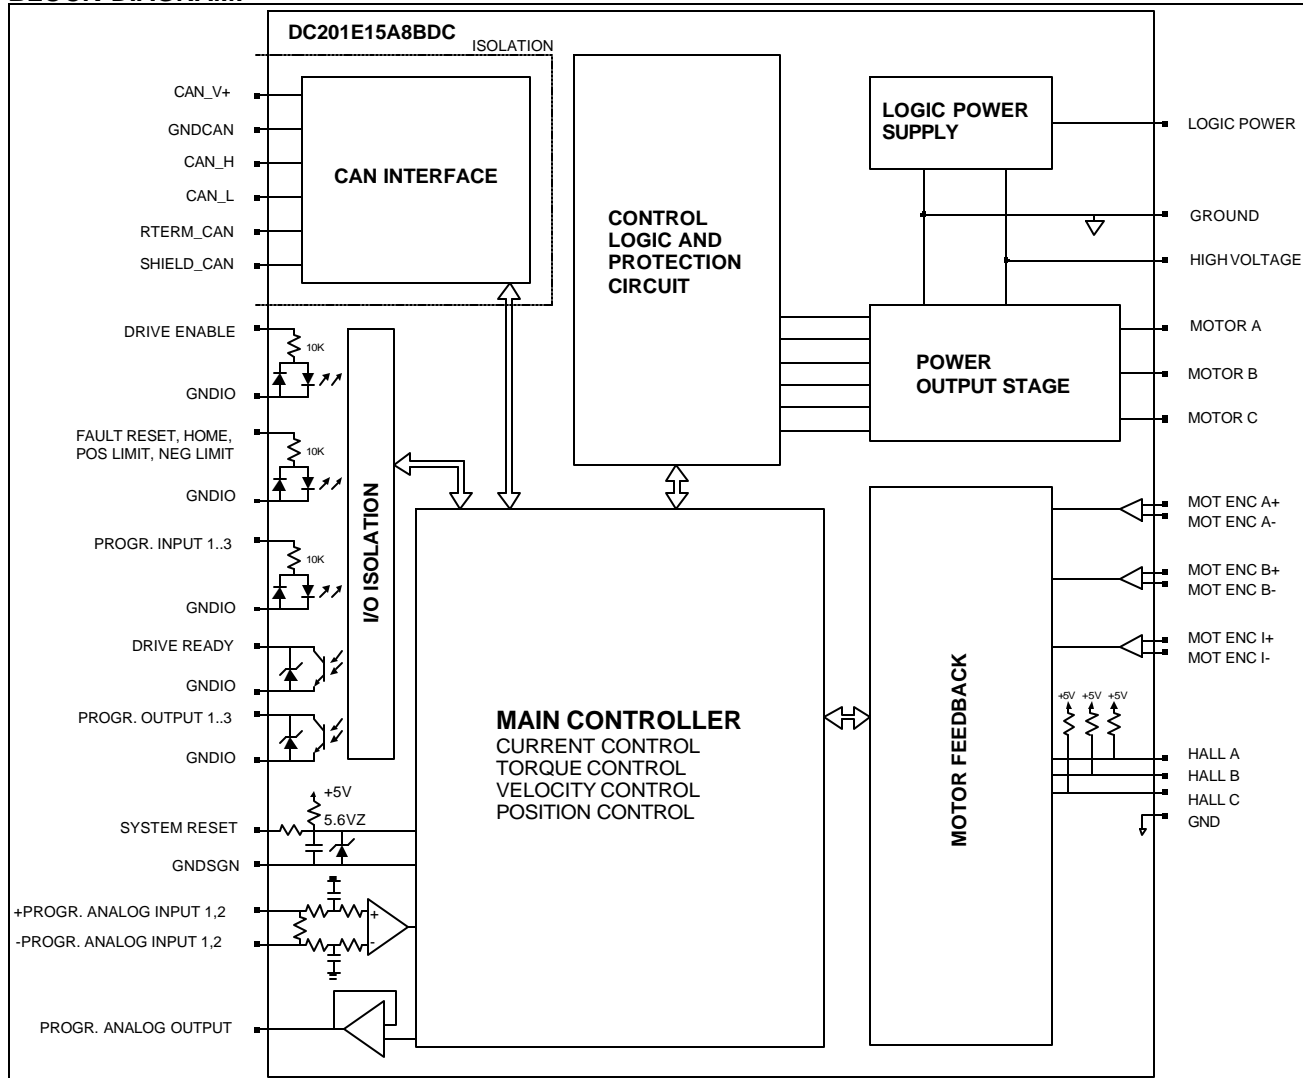 DC201E15A8BDC
ISOLATION
CAN_V+
GNDCAN
CAN_H
CAN_L
RTERM_CAN
SHIELD_CAN
CAN INTERFACE
CONTROL
LOGIC AND
PROTECTION
CIRCUIT
LOGIC POWER
SUPPLY
LOGIC POWER
GROUND
HIGH VOLTAGE
POWER
OUTPUT STAGE
MOTOR A
MOTOR B
MOTOR C
DRIVE ENABLE
10K
GNDIO
FAULT RESET, HOME,
POS LIMIT, NEG LIMIT
10K
GNDIO
PROGR. INPUT 1..3
10K
GNDIO
DRIVE READY
GNDIO
PROGR. OUTPUT 1..3
GNDIO
I/O ISOLATION
+5V
5.6VZ
SYSTEM RESET
GNDSGN
+PROGR. ANALOG INPUT 1,2
+
-PROGR. ANALOG INPUT 1,2
-
PROGR. ANALOG OUTPUT
MAIN CONTROLLER
CURRENT CONTROL
TORQUE CONTROL
VELOCITY CONTROL
POSITION CONTROL
MOTOR FEEDBACK
MOT ENC A+
MOT ENC A-
MOT ENC B+
MOT ENC B-
MOT ENC I+
MOT ENC I-
+5V +5V +5V
HALL A
HALL B
HALL C
GND